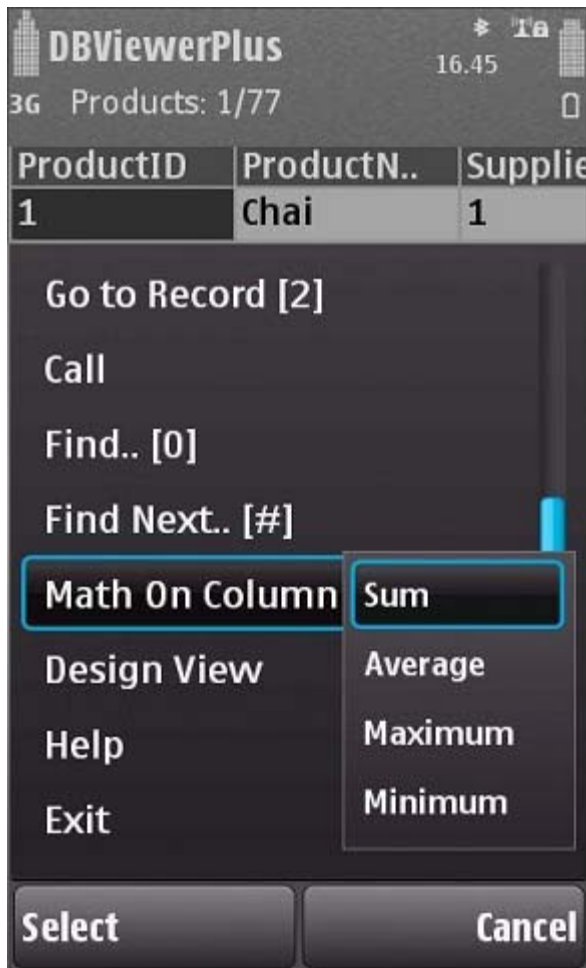 DBViewerPlus
16.45
3G Products: 1/77
ProductID ProductN.. Supplie
1 Chai 1
Go to Record [2]
Call
Find.. [0]
Find Next.. [#]
Math On Column
Sum
Average
Maximum
Minimum
Design View
Help
Exit
Select Cancel